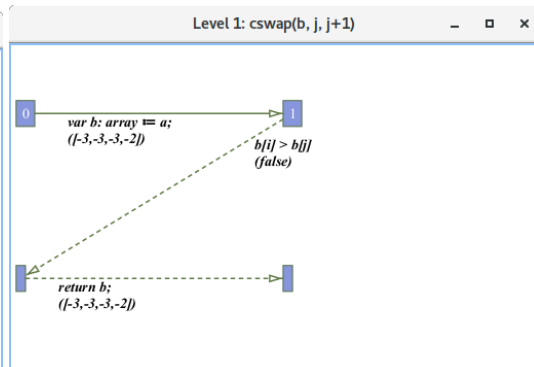 Level 1: cswap(b, j, j+1)
0
1
var b: array ≔ a;
([-3,-3,-3,-2])
b[i] > b[j]
(false)
return b;
([-3,-3,-3,-2])